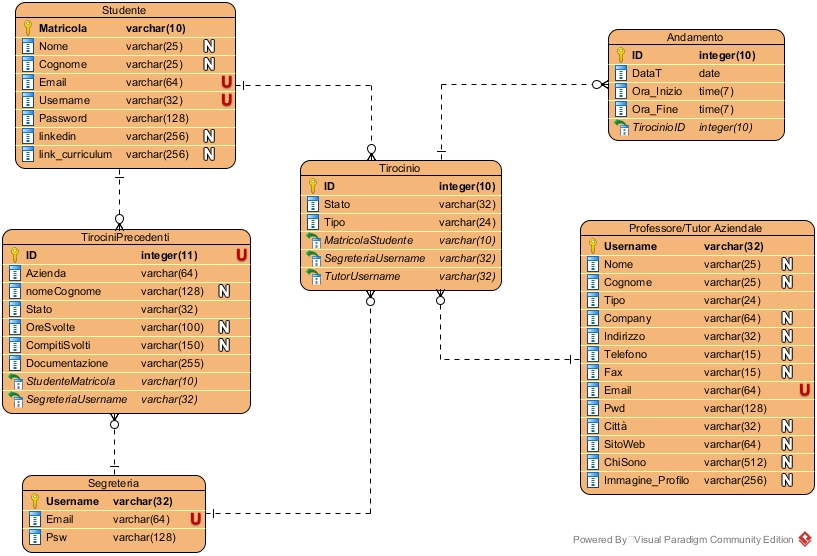 Studente
Matricola varchar(10)
Nome varchar(25) N
Cognome varchar(25) N
Email varchar(64) U
Username varchar(32) U
Password varchar(128)
linkedin varchar(256) N
link_curriculum varchar(256) N
Andamento
ID integer(10)
DataT date
Ora_Inizio time(7)
Ora_Fine time(7)
TirocinioID integer(10)
Tirocinio
ID integer(10)
Stato varchar(32)
Tipo varchar(24)
MatricolaStudente varchar(10)
SegreteriaUsername varchar(32)
TutorUsername varchar(32)
TirociniPrecedenti
ID integer(11) U
Azienda varchar(64)
nomeCognome varchar(128) N
Stato varchar(32)
OreSvolte varchar(100) N
CompitiSvolti varchar(150) N
Documentazione varchar(255)
StudenteMatricola varchar(10)
SegreteriaUsername varchar(32)
Professore/Tutor Aziendale
Username varchar(32)
Nome varchar(25) N
Cognome varchar(25) N
Tipo varchar(24)
Company varchar(64) N
Indirizzo varchar(32) N
Telefono varchar(15) N
Fax varchar(15) N
Email varchar(64) U
Pwd varchar(128)
Città varchar(32) N
SitoWeb varchar(64) N
ChiSono varchar(512) N
Immagine_Profilo varchar(256) N
Segreteria
Username varchar(32)
Email varchar(64) U
Psw varchar(128)
Powered By Visual Paradigm Community Edition